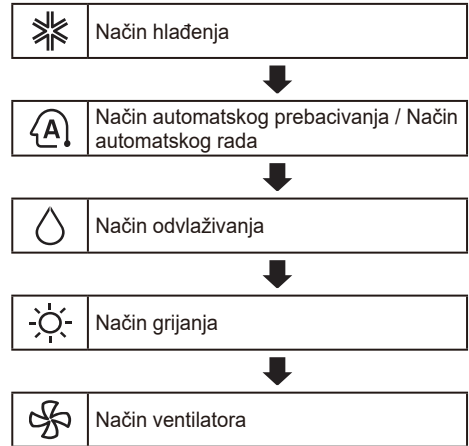 Način hlađenja
A
Način automatskog prebacivanja / Način
automatskog rada
Način odvlaživanja
Način grijanja
Način ventilatora